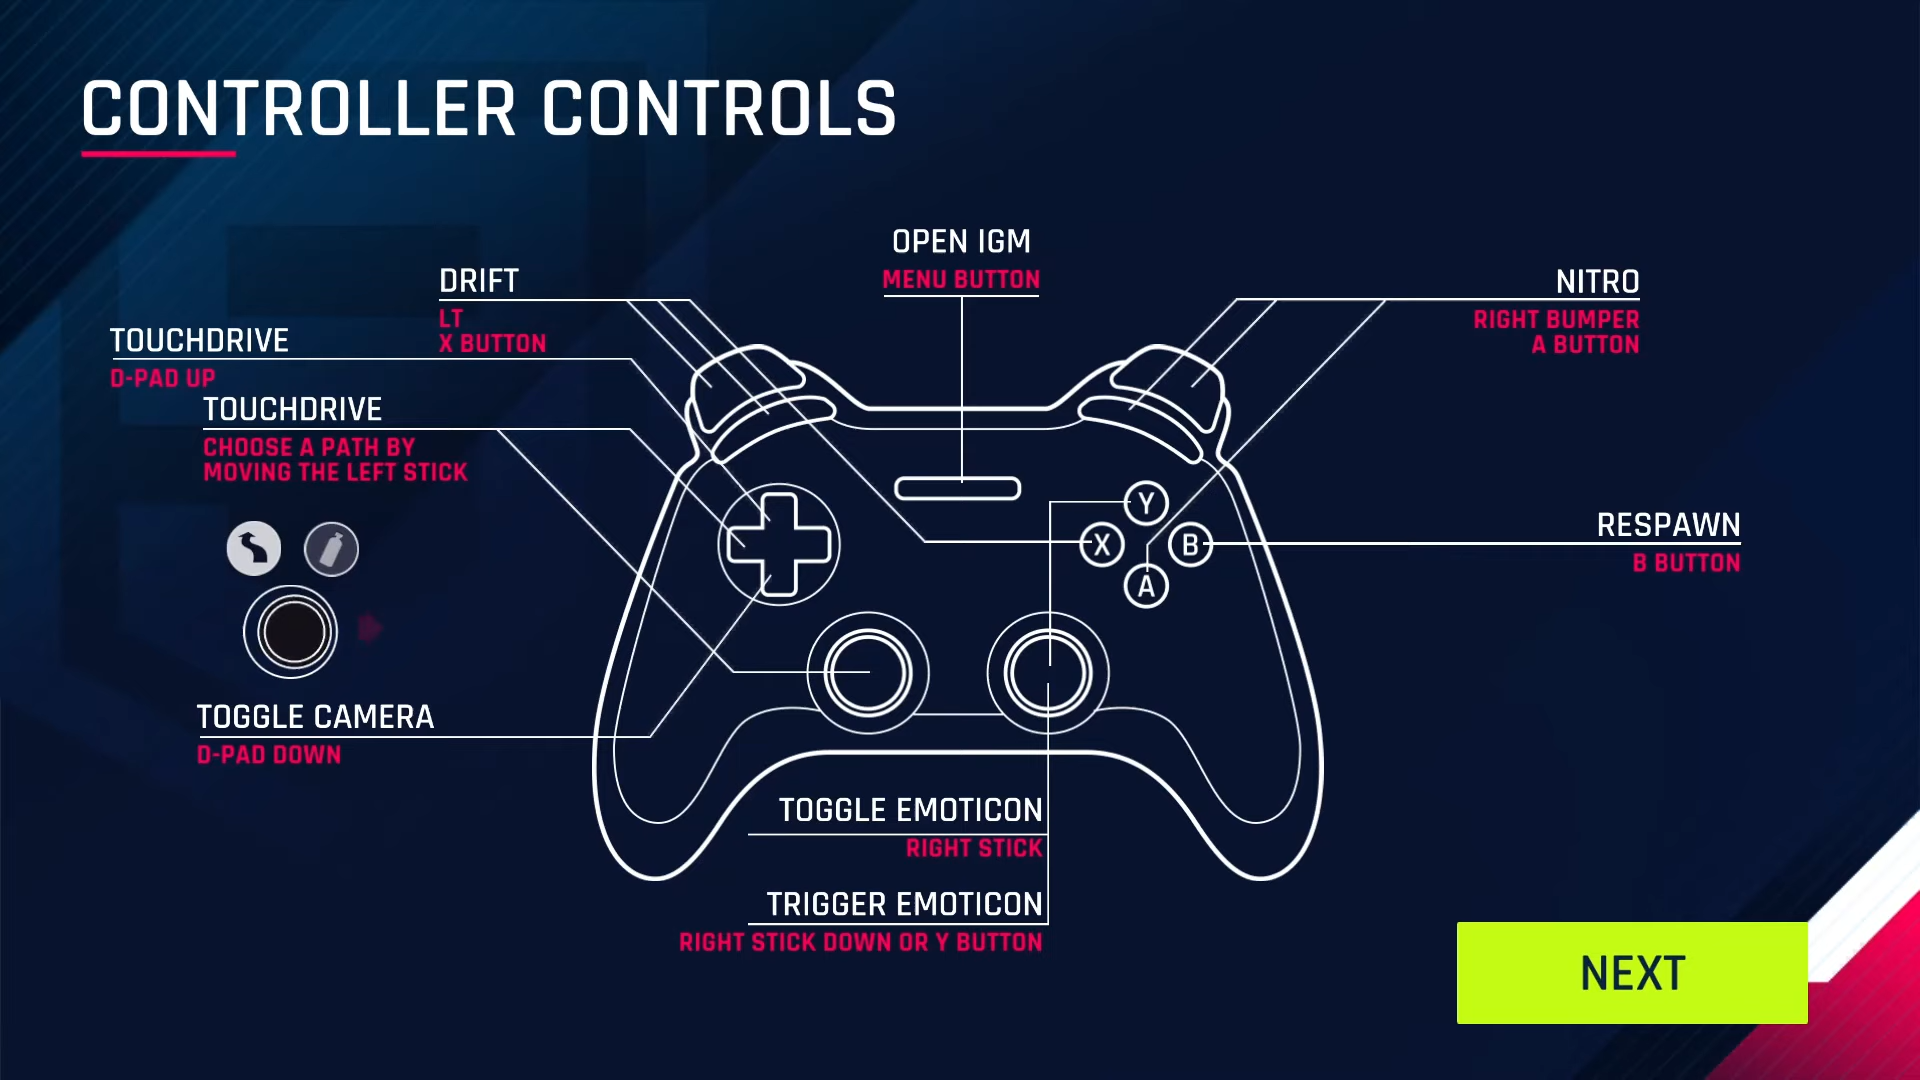 CONTROLLER CONTROLS
OPEN IGM
MENU BUTTON
DRIFT
LT
X BUTTON
NITRO
RIGHT BUMPER
A BUTTON
TOUCHDRIVE
D-PAD UP
TOUCHDRIVE
CHOOSE A PATH BY
MOVING THE LEFT STICK
Y
X
B
A
RESPAWN
B BUTTON
TOGGLE CAMERA
D-PAD DOWN
TOGGLE EMOTICON
RIGHT STICK
TRIGGER EMOTICON
RIGHT STICK DOWN OR Y BUTTON
NEXT